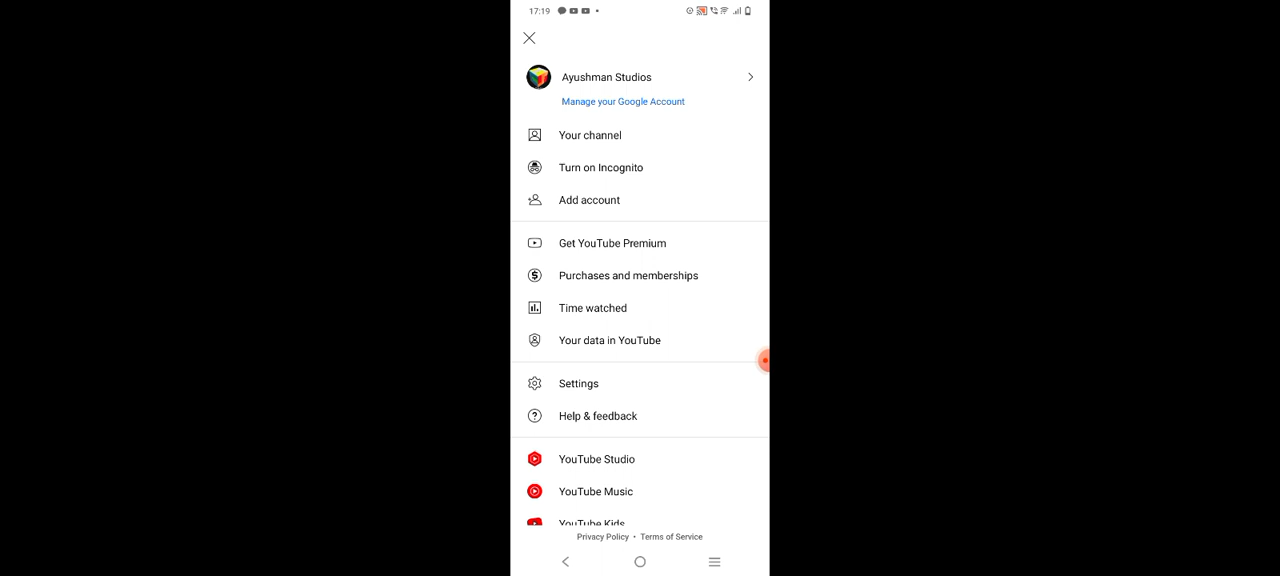 17:19
Ayushman Studios
Manage your Google Account
Your channel
Turn on Incognito
Add account
Get YouTube Premium
Purchases and memberships
Time watched
Your data in YouTube
Settings
Help & feedback
YouTube Studio
YouTube Music
YouTube Kids
Privacy Policy • Terms of Service